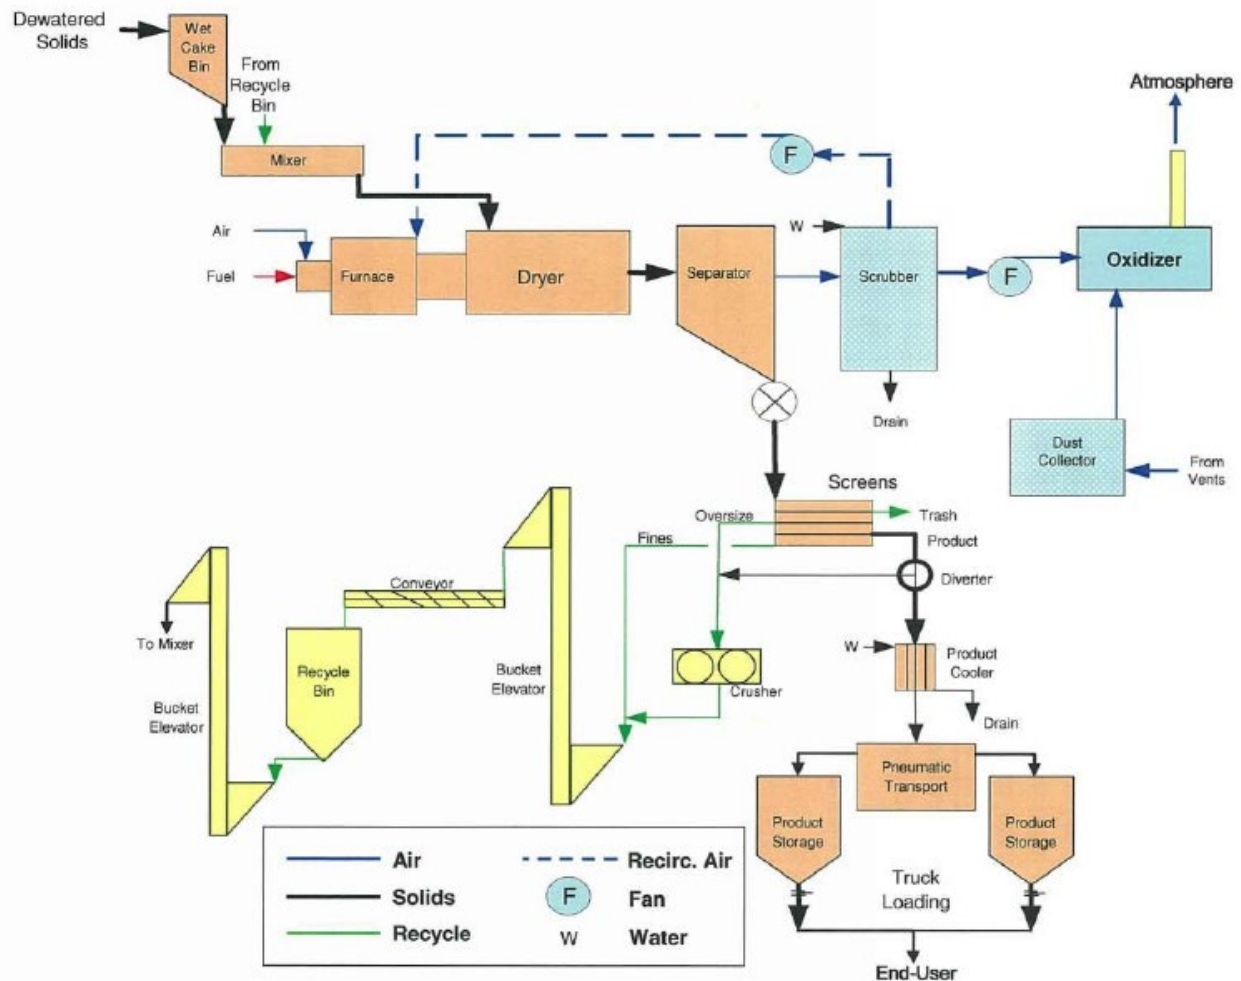 Dewatered
Solids
Wet
Cake
Bin
From
Recycle
Bin
Mixer
Atmosphere
F
Air
Fuel
Furnace
Dryer
Separator
W
Scrubber
F
Oxidizer
Drain
Dust
Collector
From
Vents
Screens
Oversize
Trash
Fines
Product
Diverter
Conveyor
To Mixer
Recycle
Bin
Bucket
Elevator
Bucket
Elevator
Crusher
W
Product
Cooler
Drain
Pneumatic
Transport
Product
Storage
Product
Storage
Truck
Loading
End-User
Air
Recirc. Air
Solids
F
Fan
Recycle
W
Water